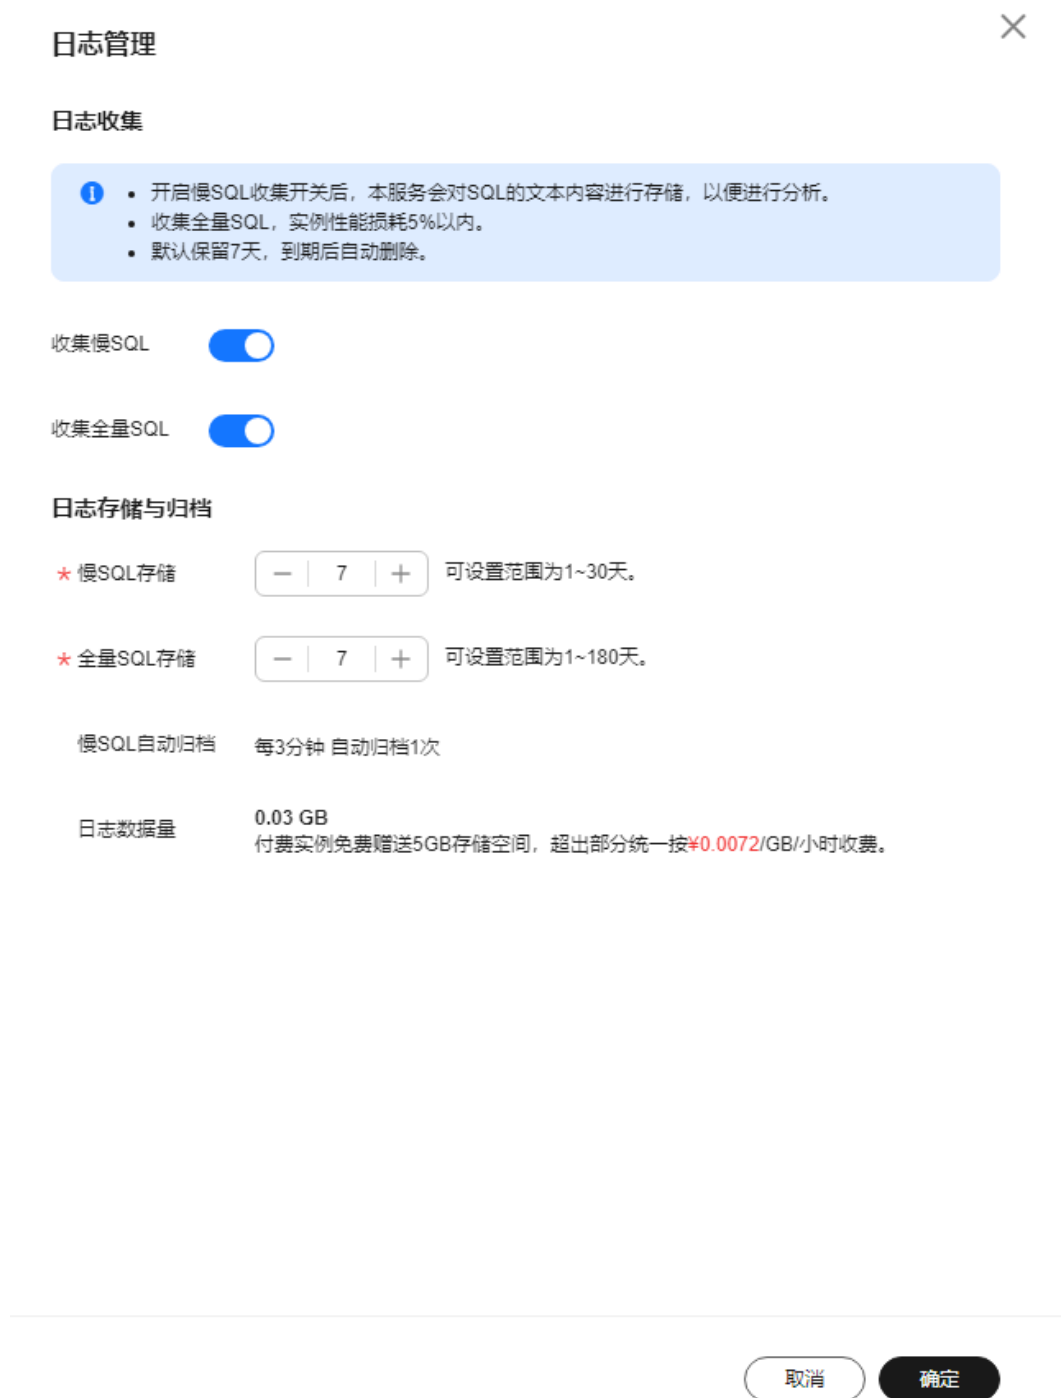 日志管理
日志收集
开启慢SQL收集开关后，本服务会对SQL的文本内容进行存储，以便进行分析。
收集全量SQL，实例性能损耗5%以内。
默认保留7天，到期后自动删除。
收集慢SQL
收集全量SQL
日志存储与归档
* 慢SQL存储 — 7 + 可设置范围为1~30天。
* 全量SQL存储 — 7 + 可设置范围为1~180天。
慢SQL自动归档 每3分钟 自动归档1次
日志数据量 0.03 GB
付费实例免费赠送5GB存储空间，超出部分统一按¥0.0072/GB/小时收费。
取消 确定